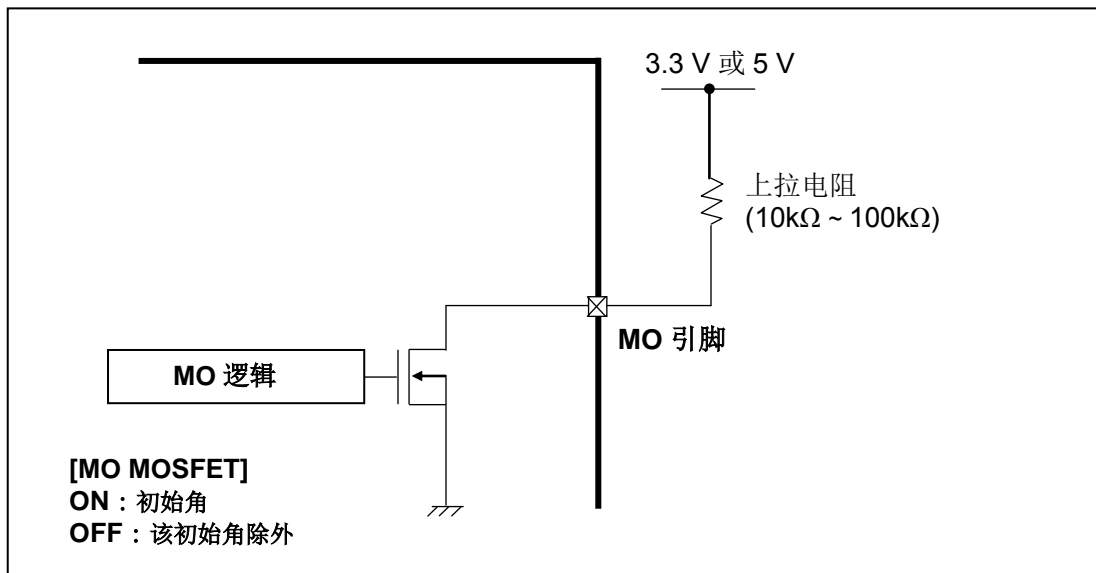 3.3 V 或 5 V
上拉电阻
(10kΩ ~ 100kΩ)
MO 引脚
MO 逻辑
[MO MOSFET]
ON：初始角
OFF：该初始角除外